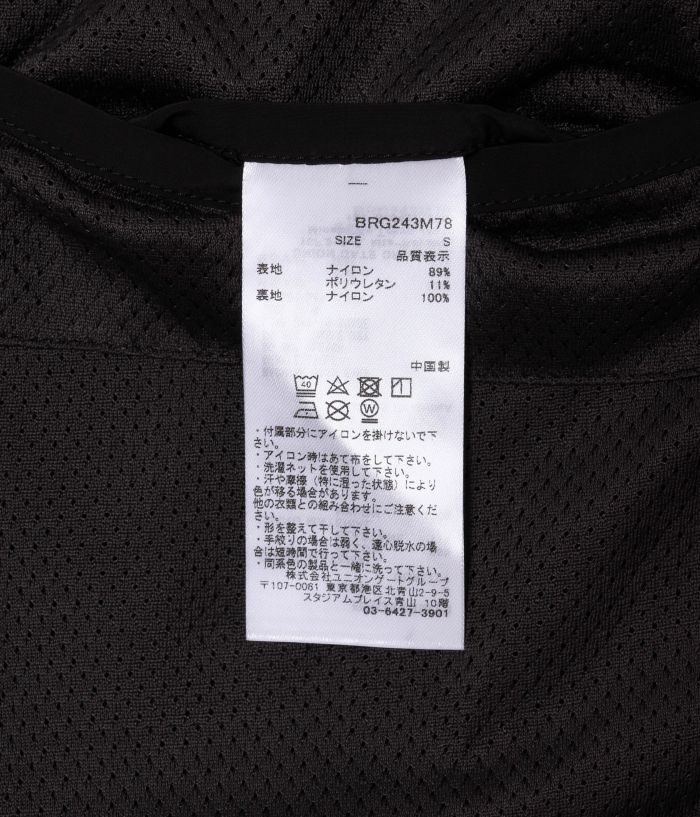 BRG243M78
SIZE S
品質表示
表地 ナイロン 89%
ポリウレタン 11%
裏地 ナイロン 100%
中国製
40
W
・付属部分にアイロンを掛けないで下
さい。
・アイロン時はあて布をして下さい。
・洗濯ネットを使用して下さい。
・汗や摩擦（特に湿った状態）により
色が移る場合があります。
他の衣類との組み合わせにご注意くだ
さい。
・形を整えて干して下さい。
・手絞りの場合は弱く、遠心脱水の場
合は短時間で行って下さい。
・同系色の製品と一緒に洗って下さい。
株式会社ユニオンゲートグループ
〒107-0061 東京都港区北青山2-9-5
スタジアムプレイス青山 10階
03-6427-3901